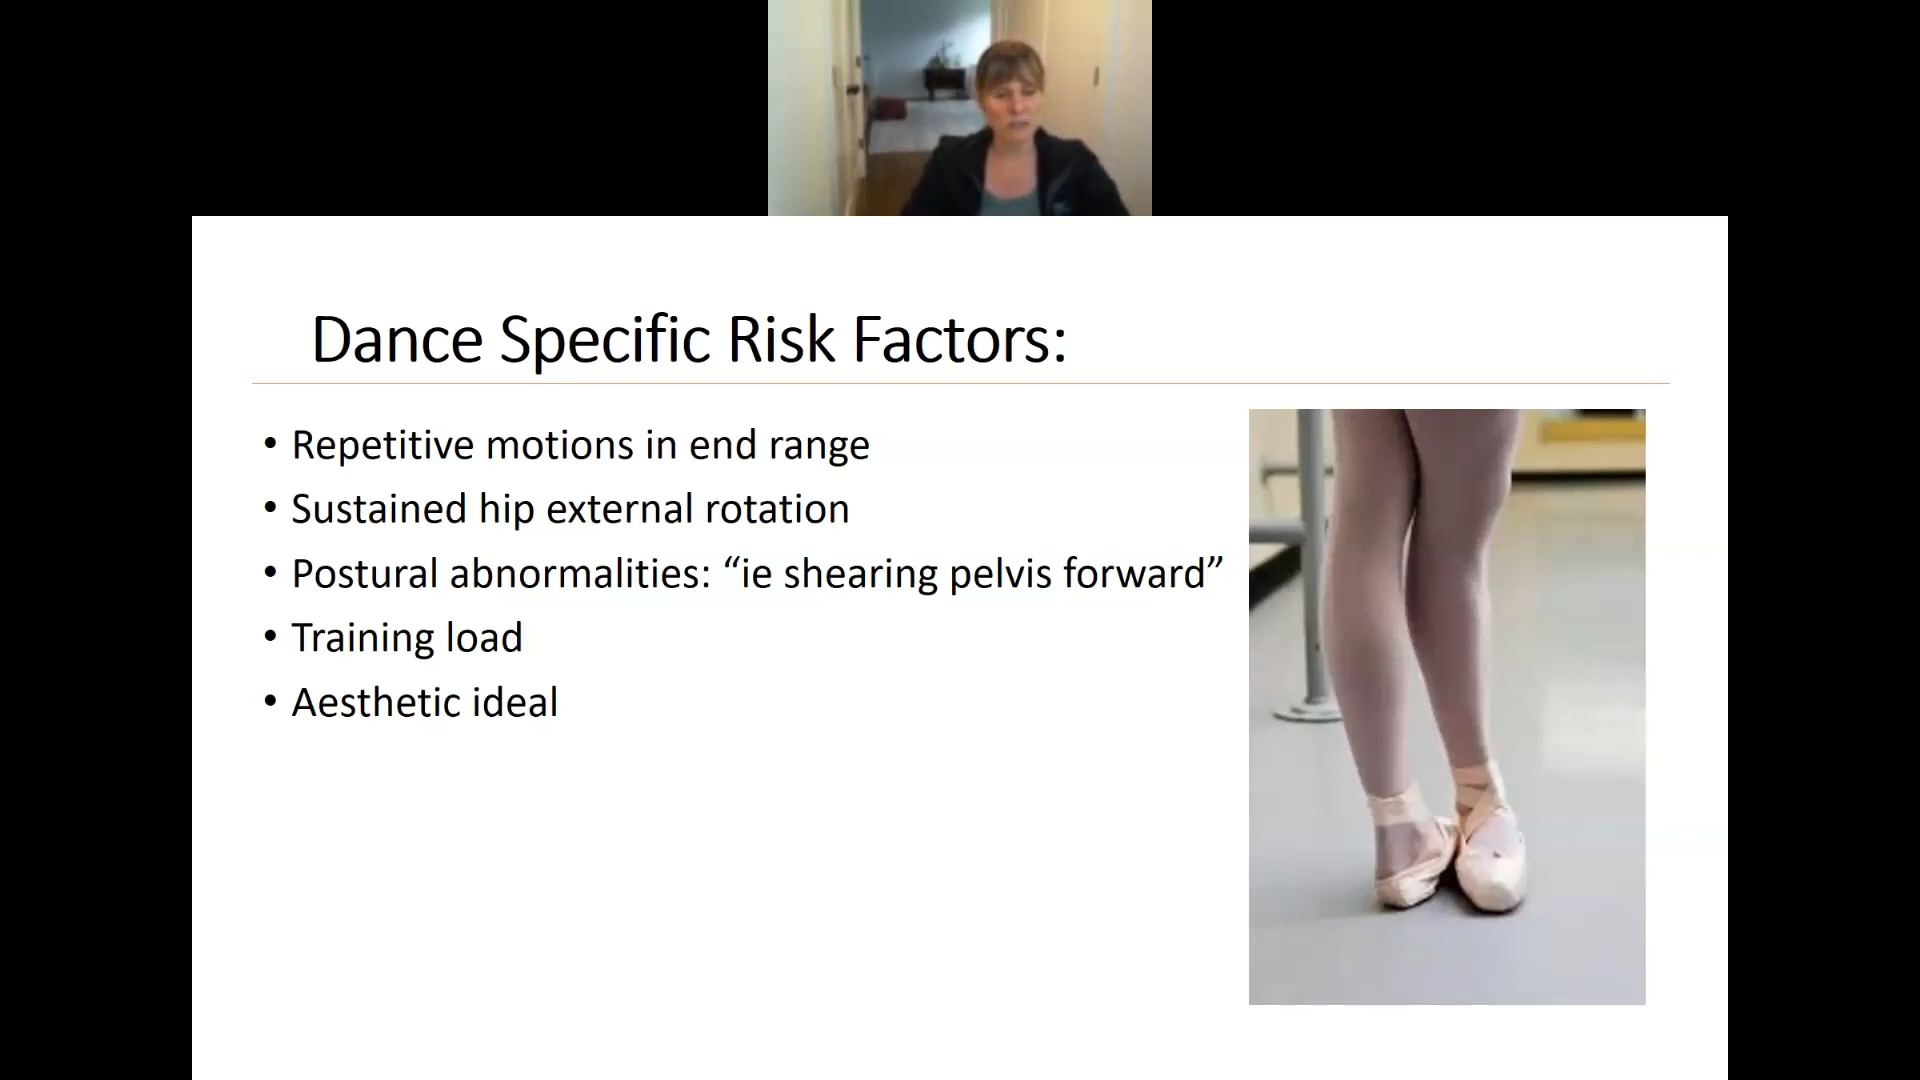 Dance Specific Risk Factors:
• Repetitive motions in end range
• Sustained hip external rotation
• Postural abnormalities: “ie shearing pelvis forward”
• Training load
• Aesthetic ideal